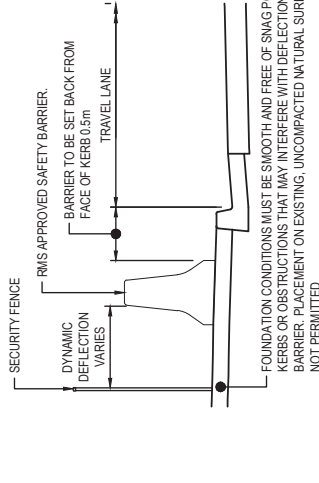 SECURITY FENCE
RMS APPROVED SAFETY BARRIER.
DYNAMIC
DEFLECTION
VARIES
BARRIER TO BE SET BACK FROM
FACE OF KERB 0.5m
TRAVEL LANE
FOUNDATION CONDITIONS MUST BE SMOOTH AND FREE OF SNAG
KERBS OR OBSTRUCTIONS THAT MAY INTERFERE WITH DEFLECTION
BARRIER. PLACEMENT ON EXISTING, UNCOMPACTED NATURAL
NOT PERMITTED